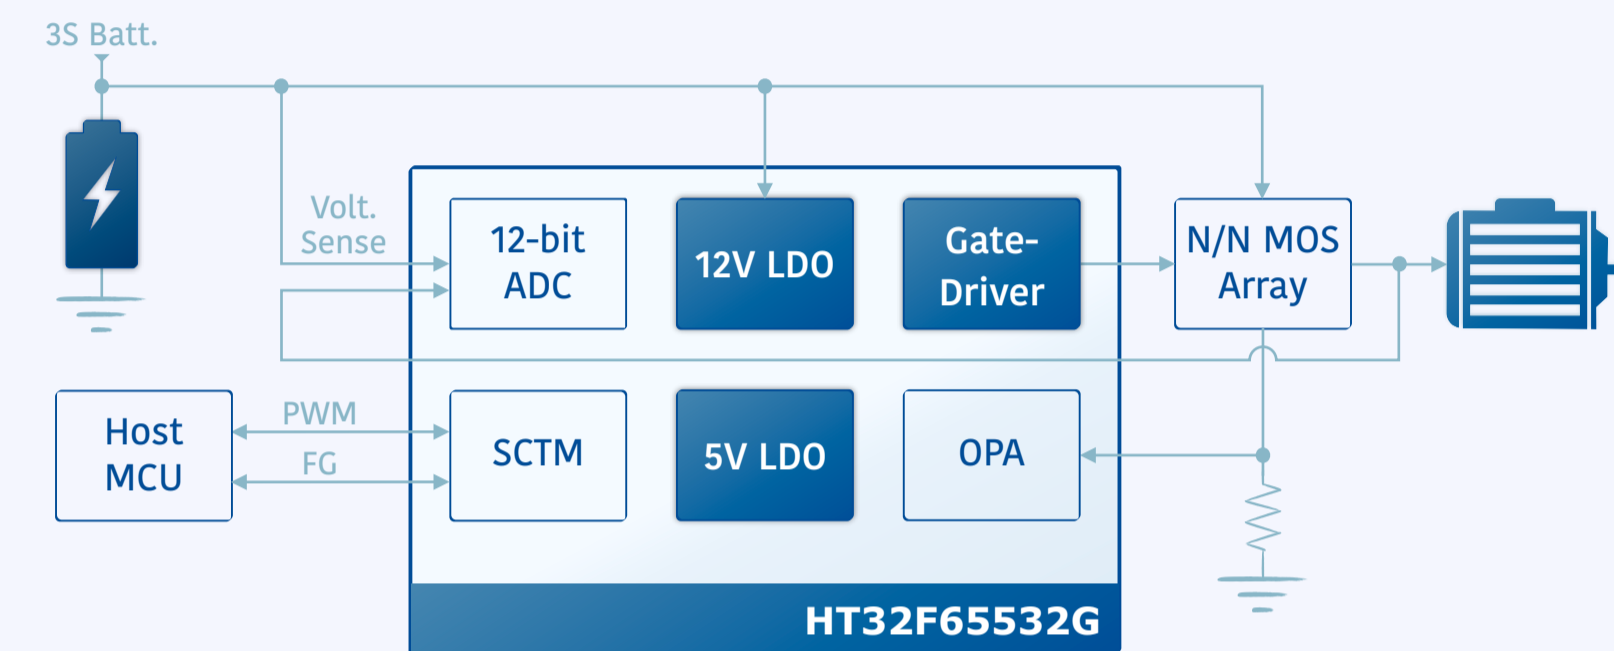 3S Batt.
Volt.
Sense
12-bit
ADC
12V LDO
Gate-
Driver
N/N MOS
Array
Host
MCU
PWM
FG
SCTM
5V LDO
OPA
HT32F65532G